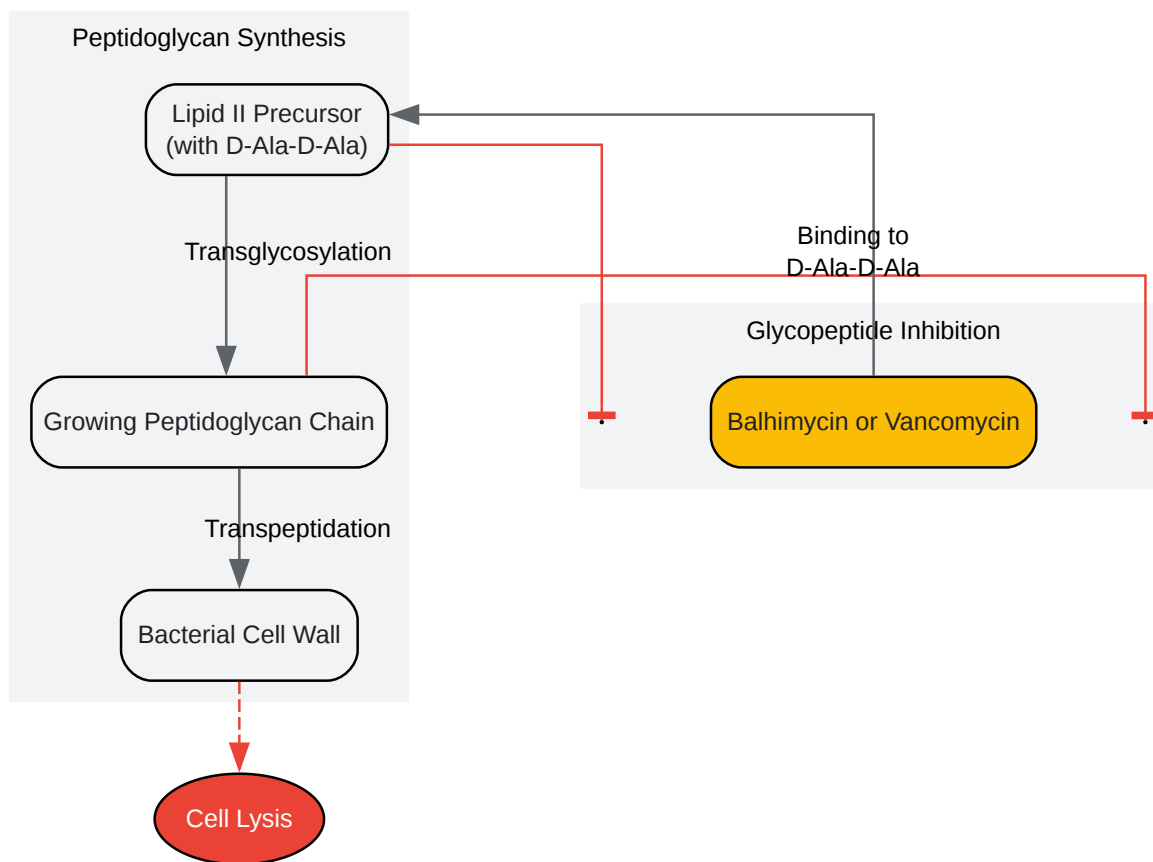 Peptidoglycan Synthesis
Lipid II Precursor
(with D-Ala-D-Ala)
Transglycosylation
Binding to
D-Ala-D-Ala
Glycopeptide Inhibition
Growing Peptidoglycan Chain
Balhimycin or Vancomycin
Transpeptidation
Bacterial Cell Wall
Cell Lysis